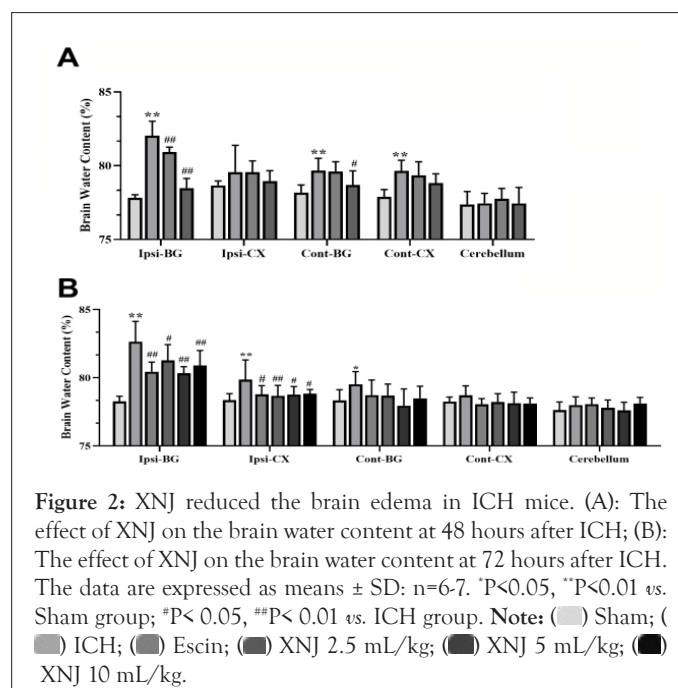 A
Brain Water Content (%)
85
80
75
** ## ## ** # **
Ipsi-BG Ipsi-CX Cont-BG Cont-CX Cerebellum
B
Brain Water Content (%)
85
80
75
** ## # ## ## ** # ## # # *
Ipsi-BG Ipsi-CX Cont-BG Cont-CX Cerebellum
Figure 2: XNJ reduced the brain edema in ICH mice. (A): The
effect of XNJ on the brain water content at 48 hours after ICH; (B):
The effect of XNJ on the brain water content at 72 hours after ICH.
The data are expressed as means ± SD: n=6-7. *P<0.05, **P<0.01 vs.
Sham group; #P< 0.05, ##P< 0.01 vs. ICH group. Note: ( ) Sham; (
) ICH; ( ) Escin; ( ) XNJ 2.5 mL/kg; ( ) XNJ 5 mL/kg; ( )
XNJ 10 mL/kg.